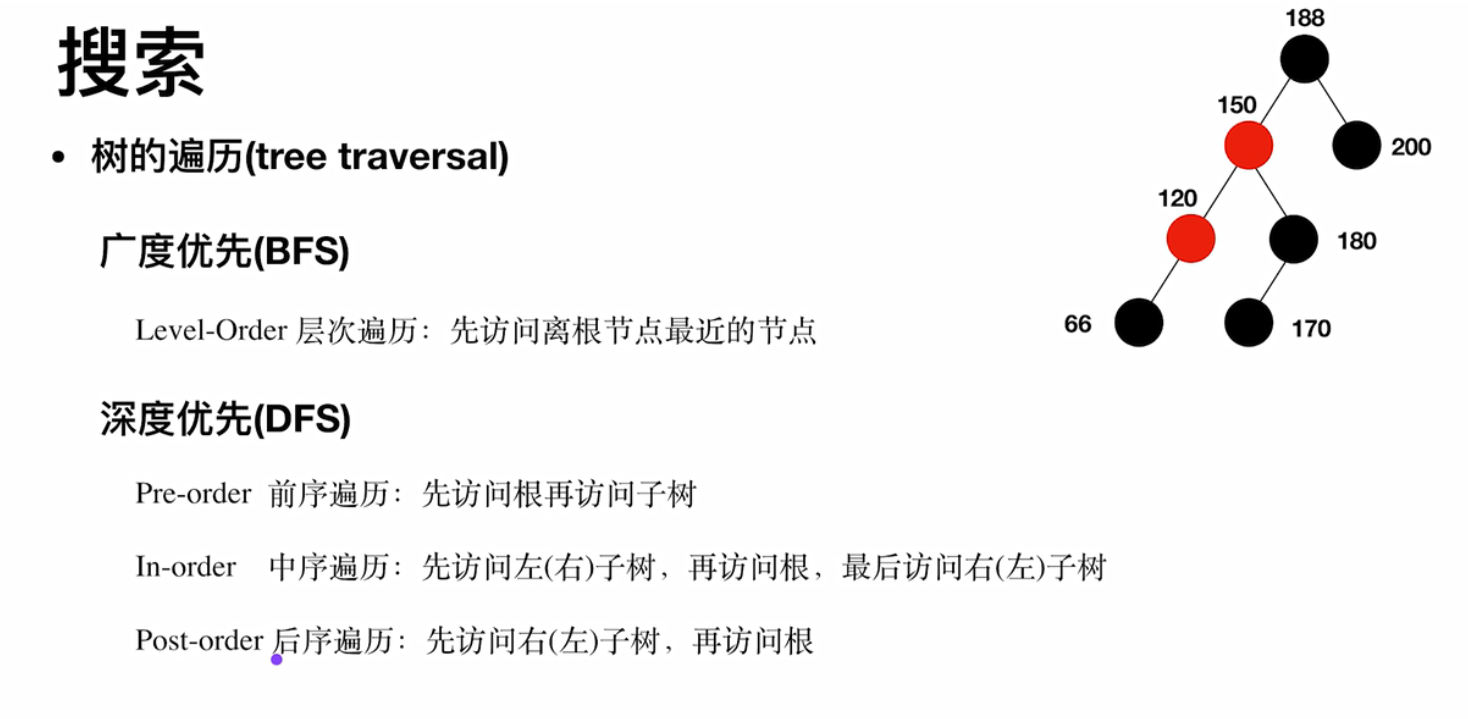 搜索
• 树的遍历(tree traversal)
广度优先(BFS)
Level-Order 层次遍历：先访问离根节点最近的节点
深度优先(DFS)
Pre-order 前序遍历：先访问根再访问子树
In-order 中序遍历：先访问左(右)子树，再访问根，最后访问右(左)子树
Post-order 后序遍历：先访问右(左)子树，再访问根
188
150
200
120
180
66
170